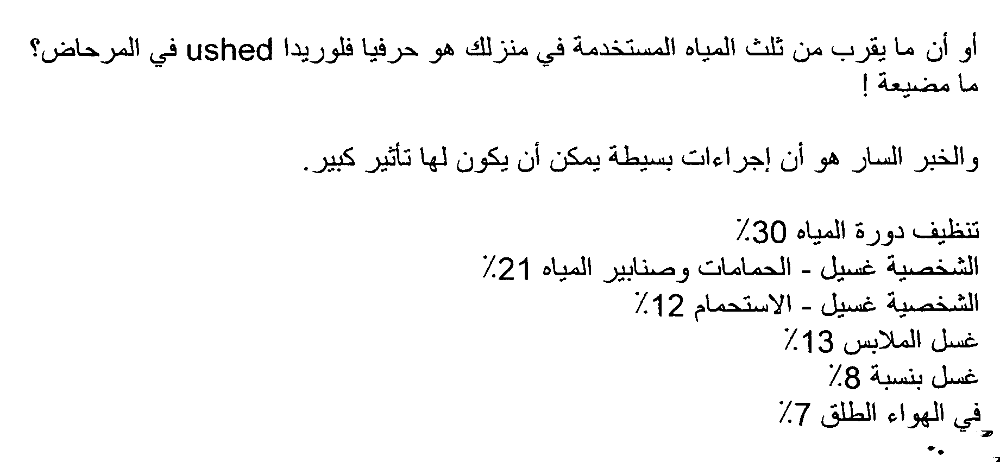 أو أن ما يقرب من ثلث المياه المستخدمة في منزلك هو حرفيا فلوريدا ushed في المرحاض؟
ما مضيعة !
والخبر السار هو أن إجراءات بسيطة يمكن أن يكون لها تأثير كبير.
تنظيف دورة المياه 30٪
الشخصية غسيل - الحمامات وصنابير المياه 21٪
الشخصية غسيل - الاستحمام 12٪
غسل الملابس 13٪
غسل بنسبة 8٪
في الهواء الطلق 7٪